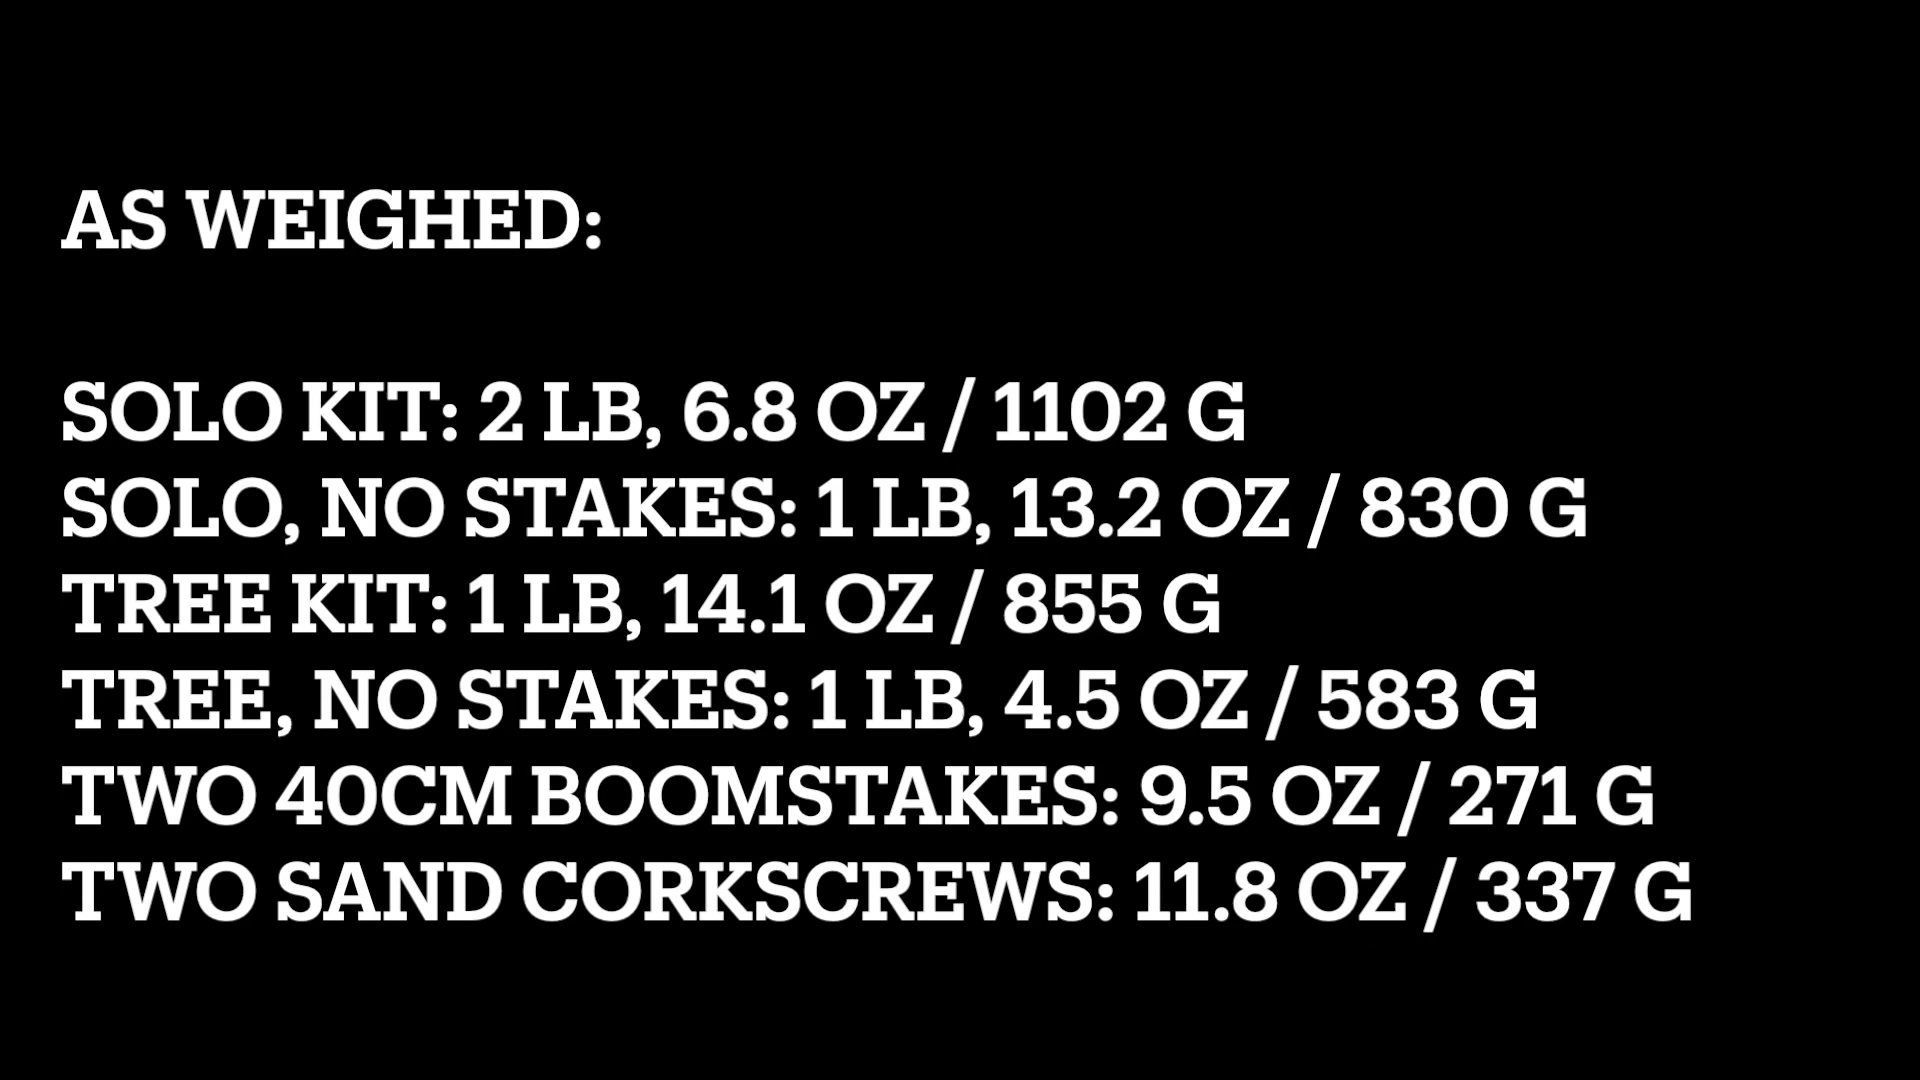 AS WEIGHED:
SOLO KIT: 2 LB, 6.8 OZ / 1102 G
SOLO, NO STAKES: 1 LB, 13.2 OZ / 830 G
TREE KIT: 1 LB, 14.1 OZ / 855 G
TREE, NO STAKES: 1 LB, 4.5 OZ / 583 G
TWO 40CM BOOMSTAKES: 9.5 OZ / 271 G
TWO SAND CORKSCREWS: 11.8 OZ / 337 G